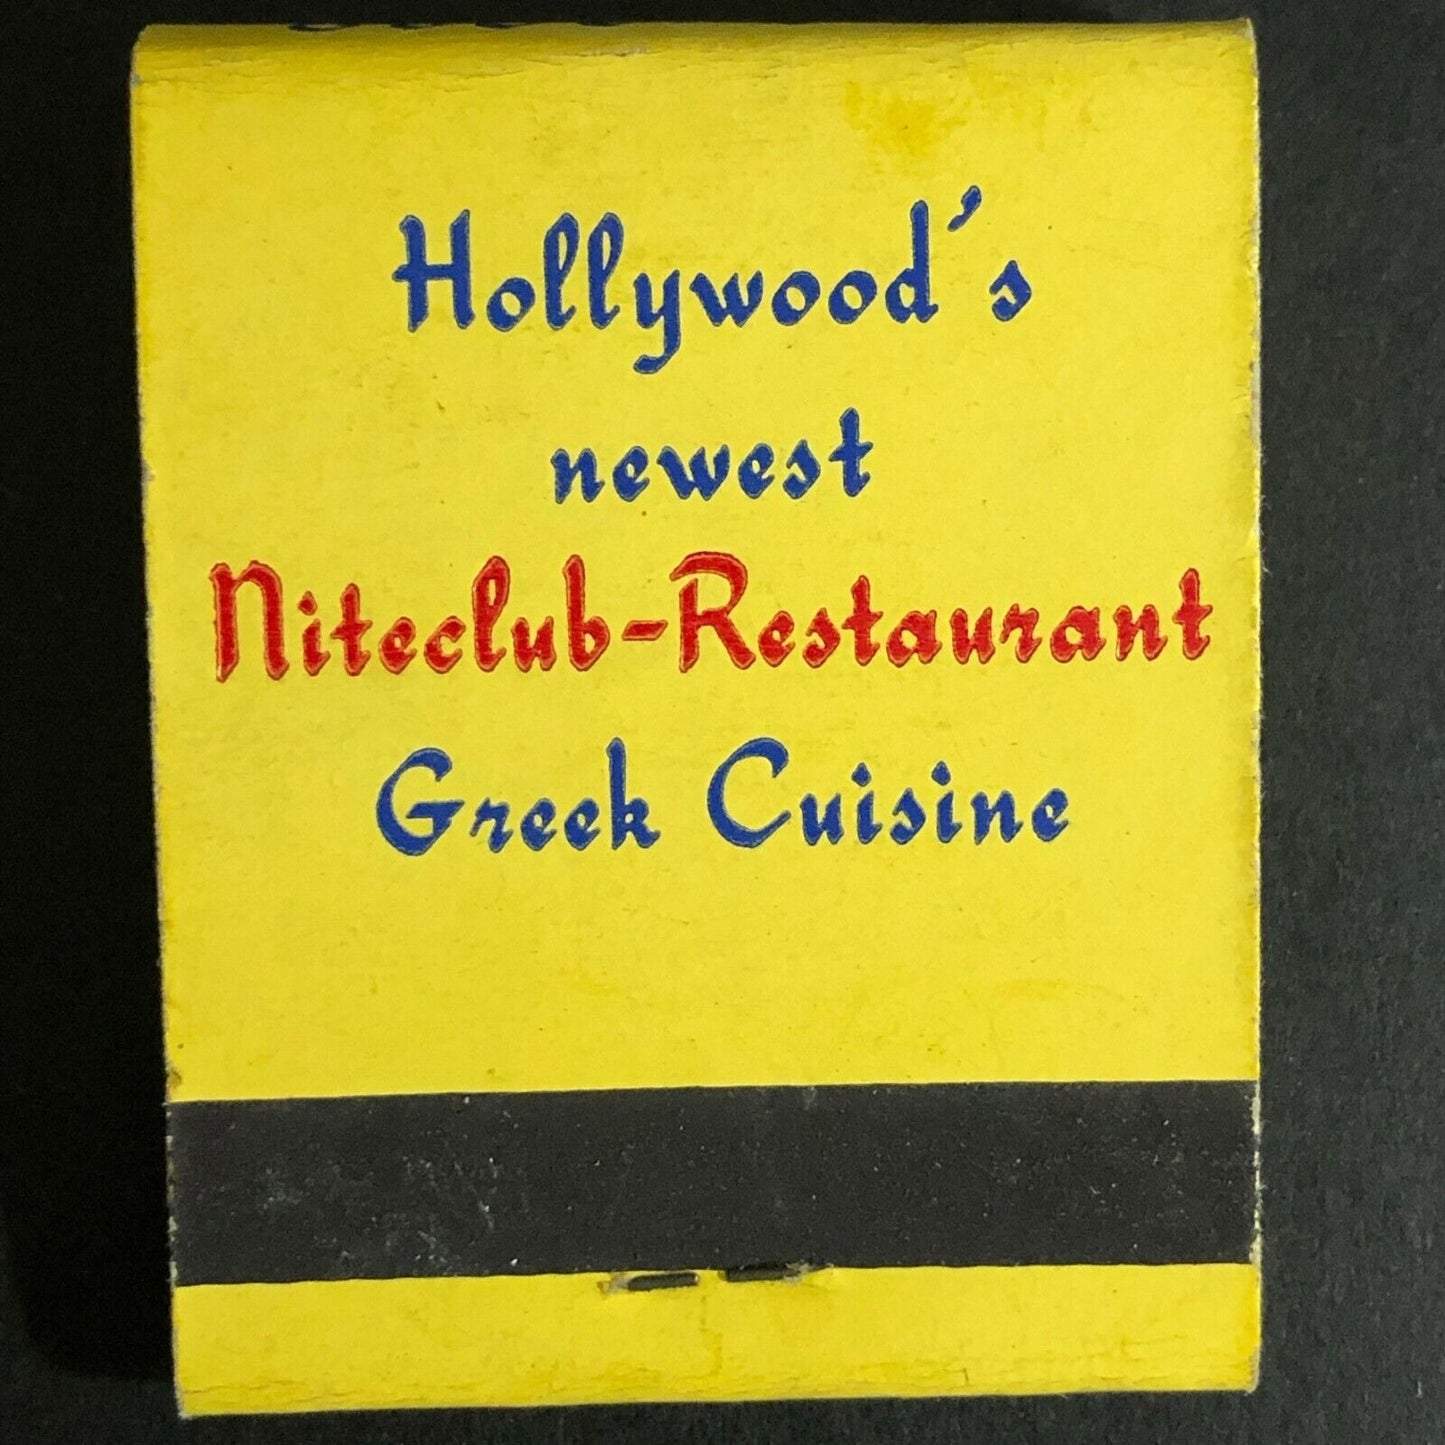 Hollywood's
newest
Niteclub-Restaurant
Greek Cuisine